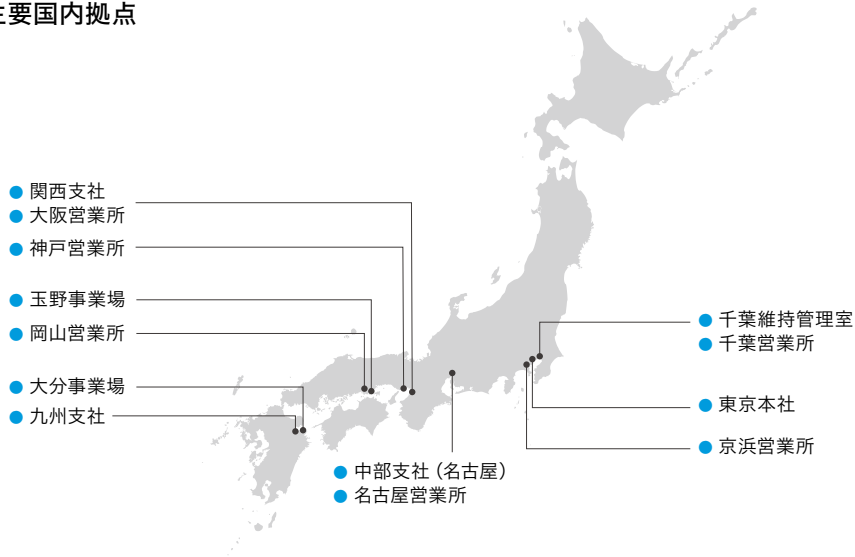 主要国内拠点
関西支社
大阪営業所
神戸営業所
玉野事業場
岡山営業所
大分事業場
九州支社
中部支社（名古屋）
名古屋営業所
千葉維持管理室
千葉営業所
東京本社
京浜営業所